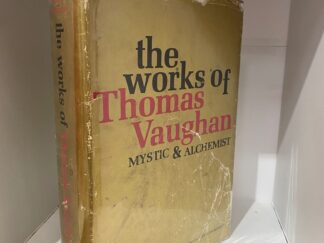 the
works of
Thomas
Vaughan
MYSTIC & ALCHEMIST
the works of